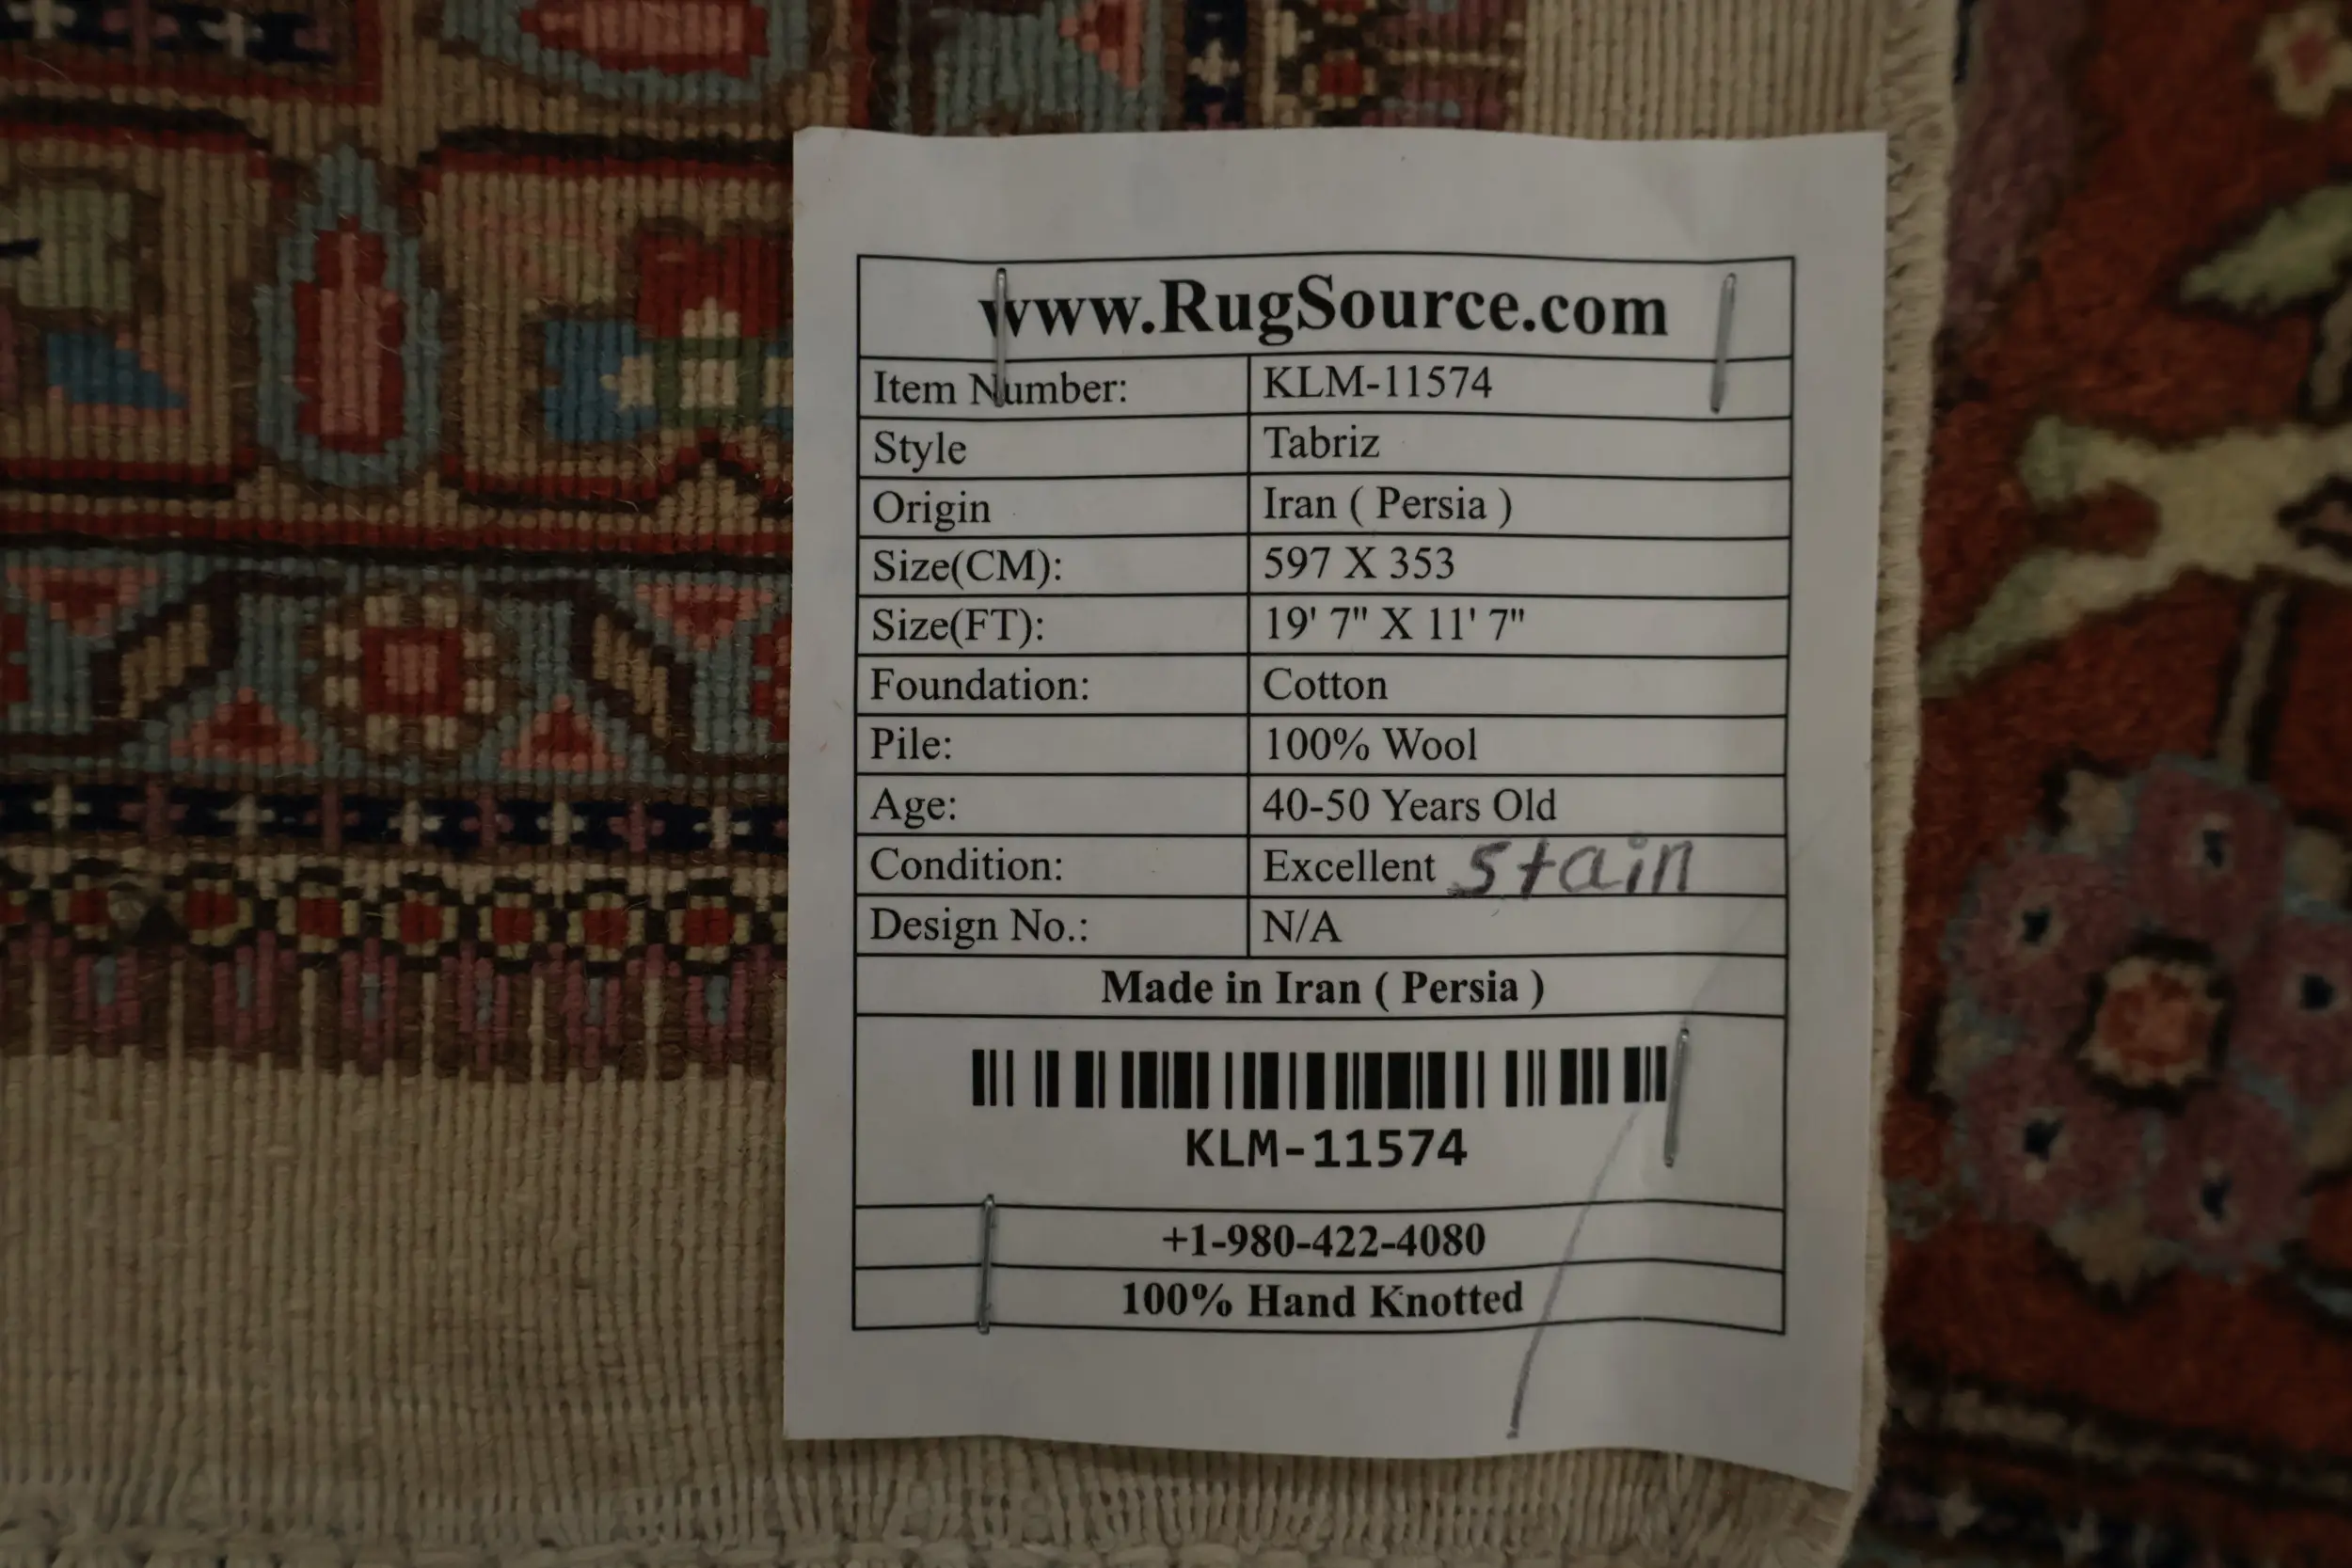 www.RugSource.com
Item Number: KLM-11574
Style Tabriz
Origin Iran ( Persia )
Size(CM): 597 X 353
Size(FT): 19' 7" X 11' 7"
Foundation: Cotton
Pile: 100% Wool
Age: 40-50 Years Old
Condition: Excellent stain
Design No.: N/A
Made in Iran ( Persia )
KLM-11574
+1-980-422-4080
100% Hand Knotted